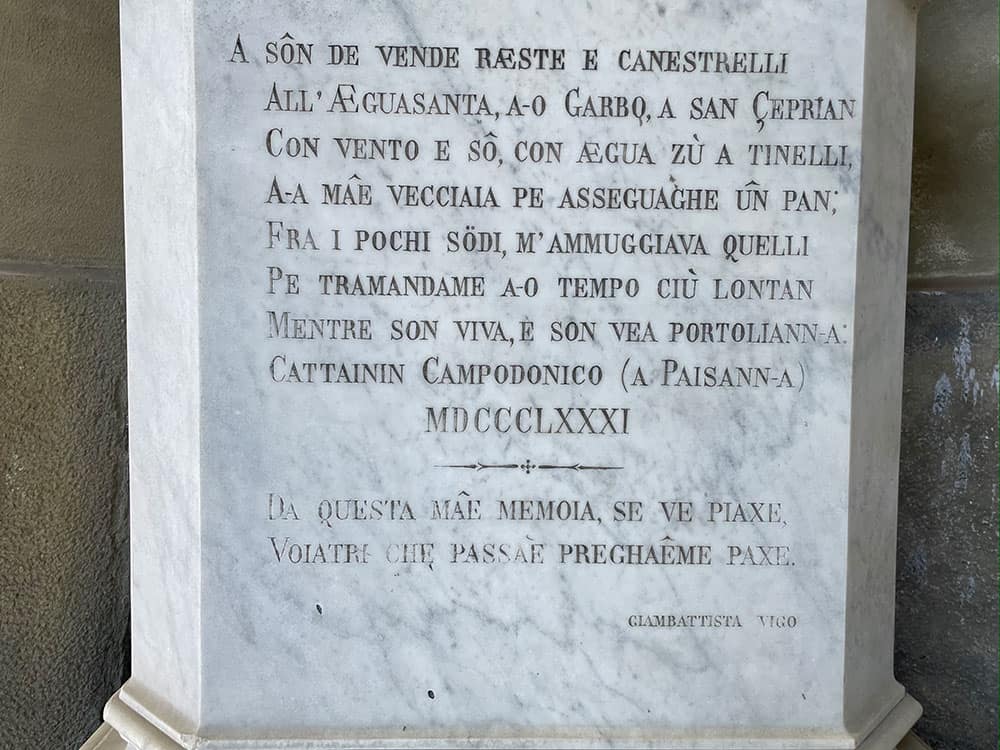 A SÔN DE VENDE RÆSTE E CANESTRELLI
ALL'ÆGUASANTA, A-O GARBO, A SAN ÇEPRÎAN
CON VENTO E SÔ, CON ÆGUA ZÙ A TINELLI,
A-A MÂE VECCIAIA PE ASSEGUAGHE ÛN PAN;
FRA I POCHI SÖDI, M'AMMUGGIAVA QUELLI
PE TRAMANDAME A-O TEMPO CIÙ LONTAN
MENTRE SON VIVA, E SON VEA PORTOLIANN-A:
CATTAININ CAMPODONICO (A PAISANN-A)
MDCCCLXXXI
DA QUESTA MÂE MEMOIA, SE VE PIAXE,
VOIATRI CHE PASSAE PREGHAÊME PAXE.
GIAMBATTISTA VIGO